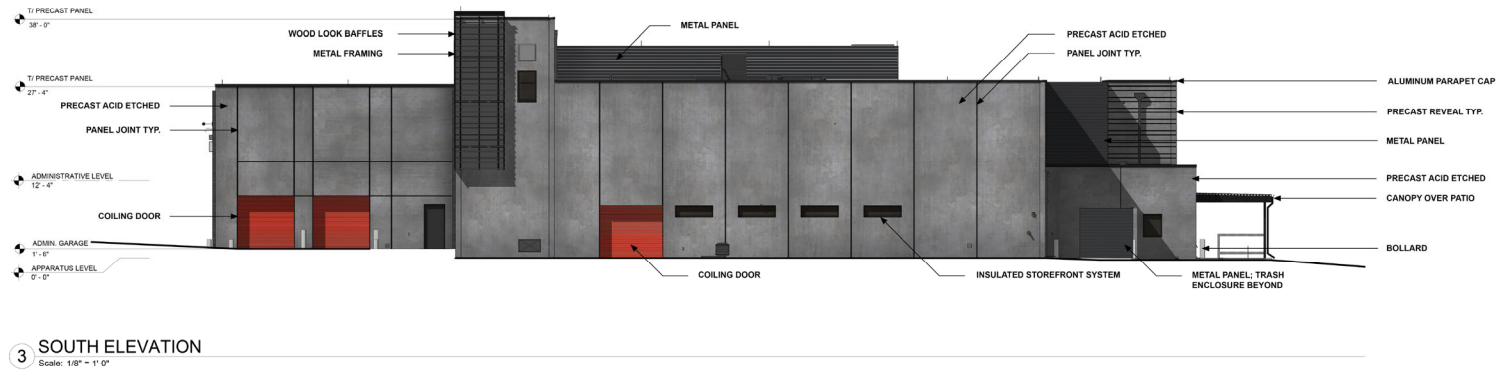 T/ PRECAST PANEL
38' - 0"
WOOD LOOK BAFFLES
METAL FRAMING
METAL PANEL
PRECAST ACID ETCHED
PANEL JOINT TYP.
T/ PRECAST PANEL
27' - 4"
PRECAST ACID ETCHED
PANEL JOINT TYP.
ALUMINUM PARAPET CAP
PRECAST REVEAL TYP.
METAL PANEL
ADMINISTRATIVE LEVEL
12' - 4"
PRECAST ACID ETCHED
CANOPY OVER PATIO
COILING DOOR
ADMIN. GARAGE
1' - 6"
BOLLARD
APPARATUS LEVEL
0' - 0"
COILING DOOR
INSULATED STOREFRONT SYSTEM
METAL PANEL; TRASH
ENCLOSURE BEYOND
3
SOUTH ELEVATION
Scale: 1/8" = 1' 0"